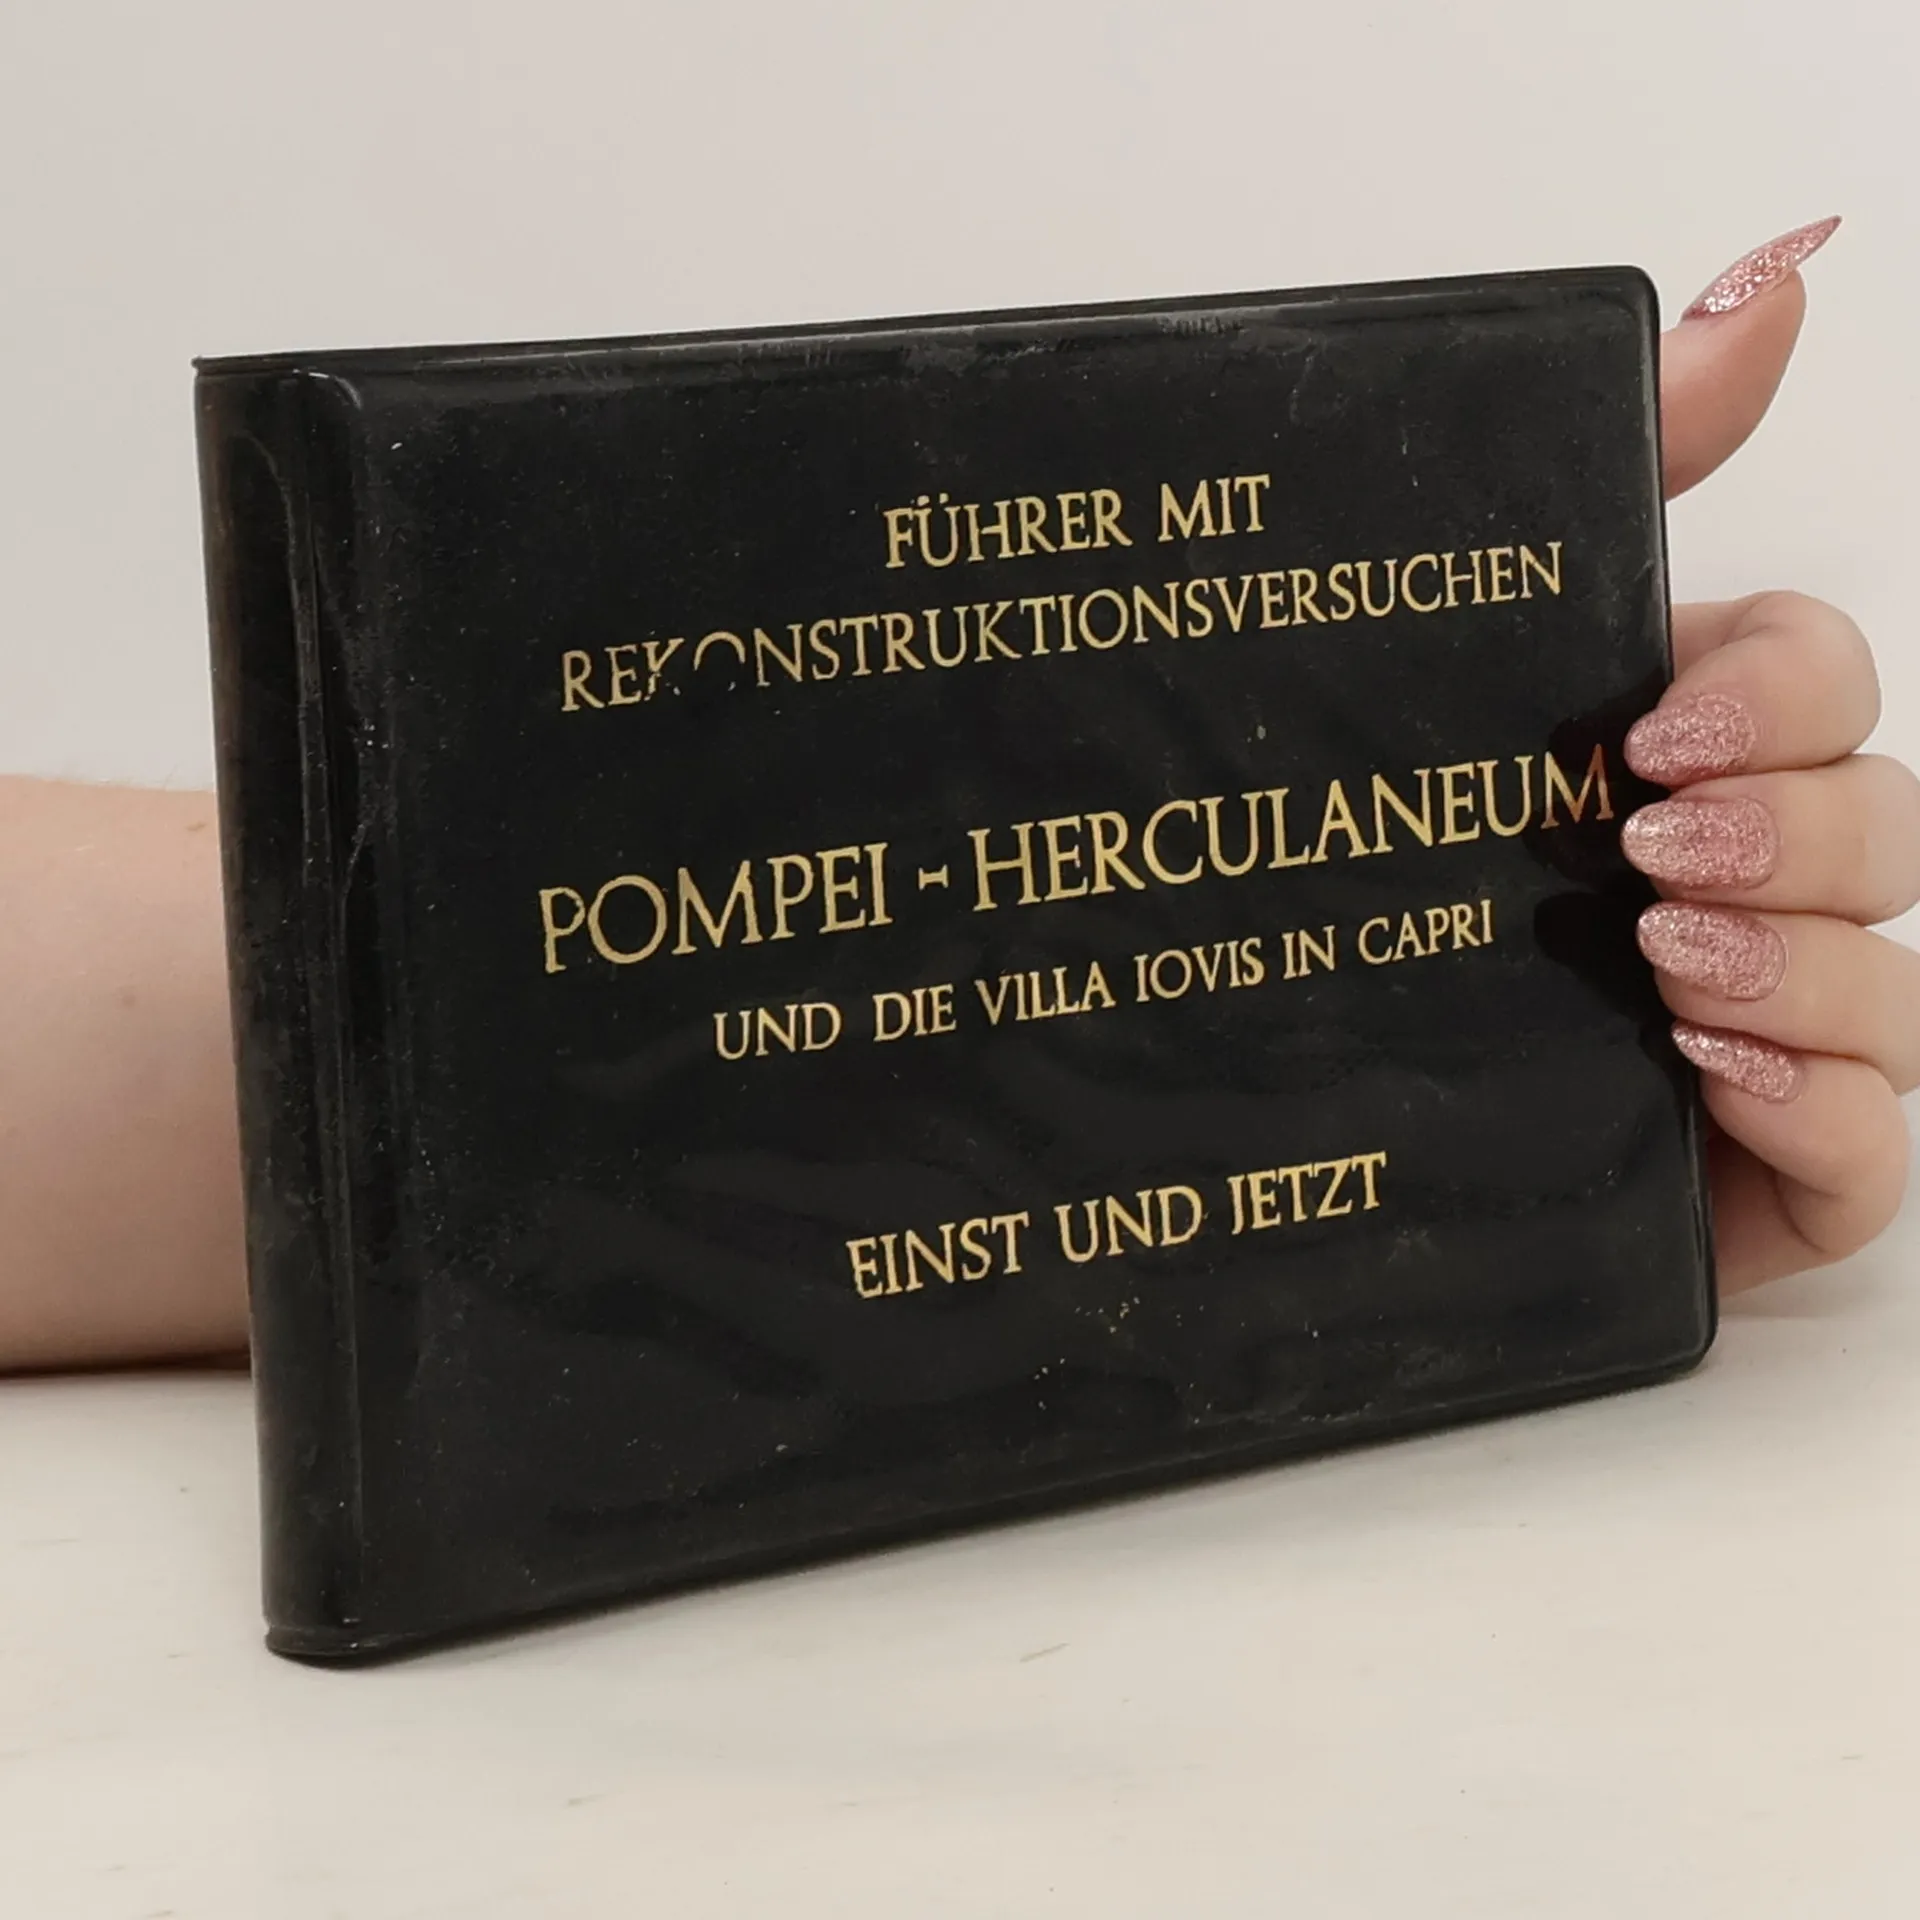 FÜHRER MIT
REKONSTRUKTIONSVERSUCHEN
POMPEI - HERCULANEUM
UND DIE VILLA IOVIS IN CAPRI
EINST UND JETZT